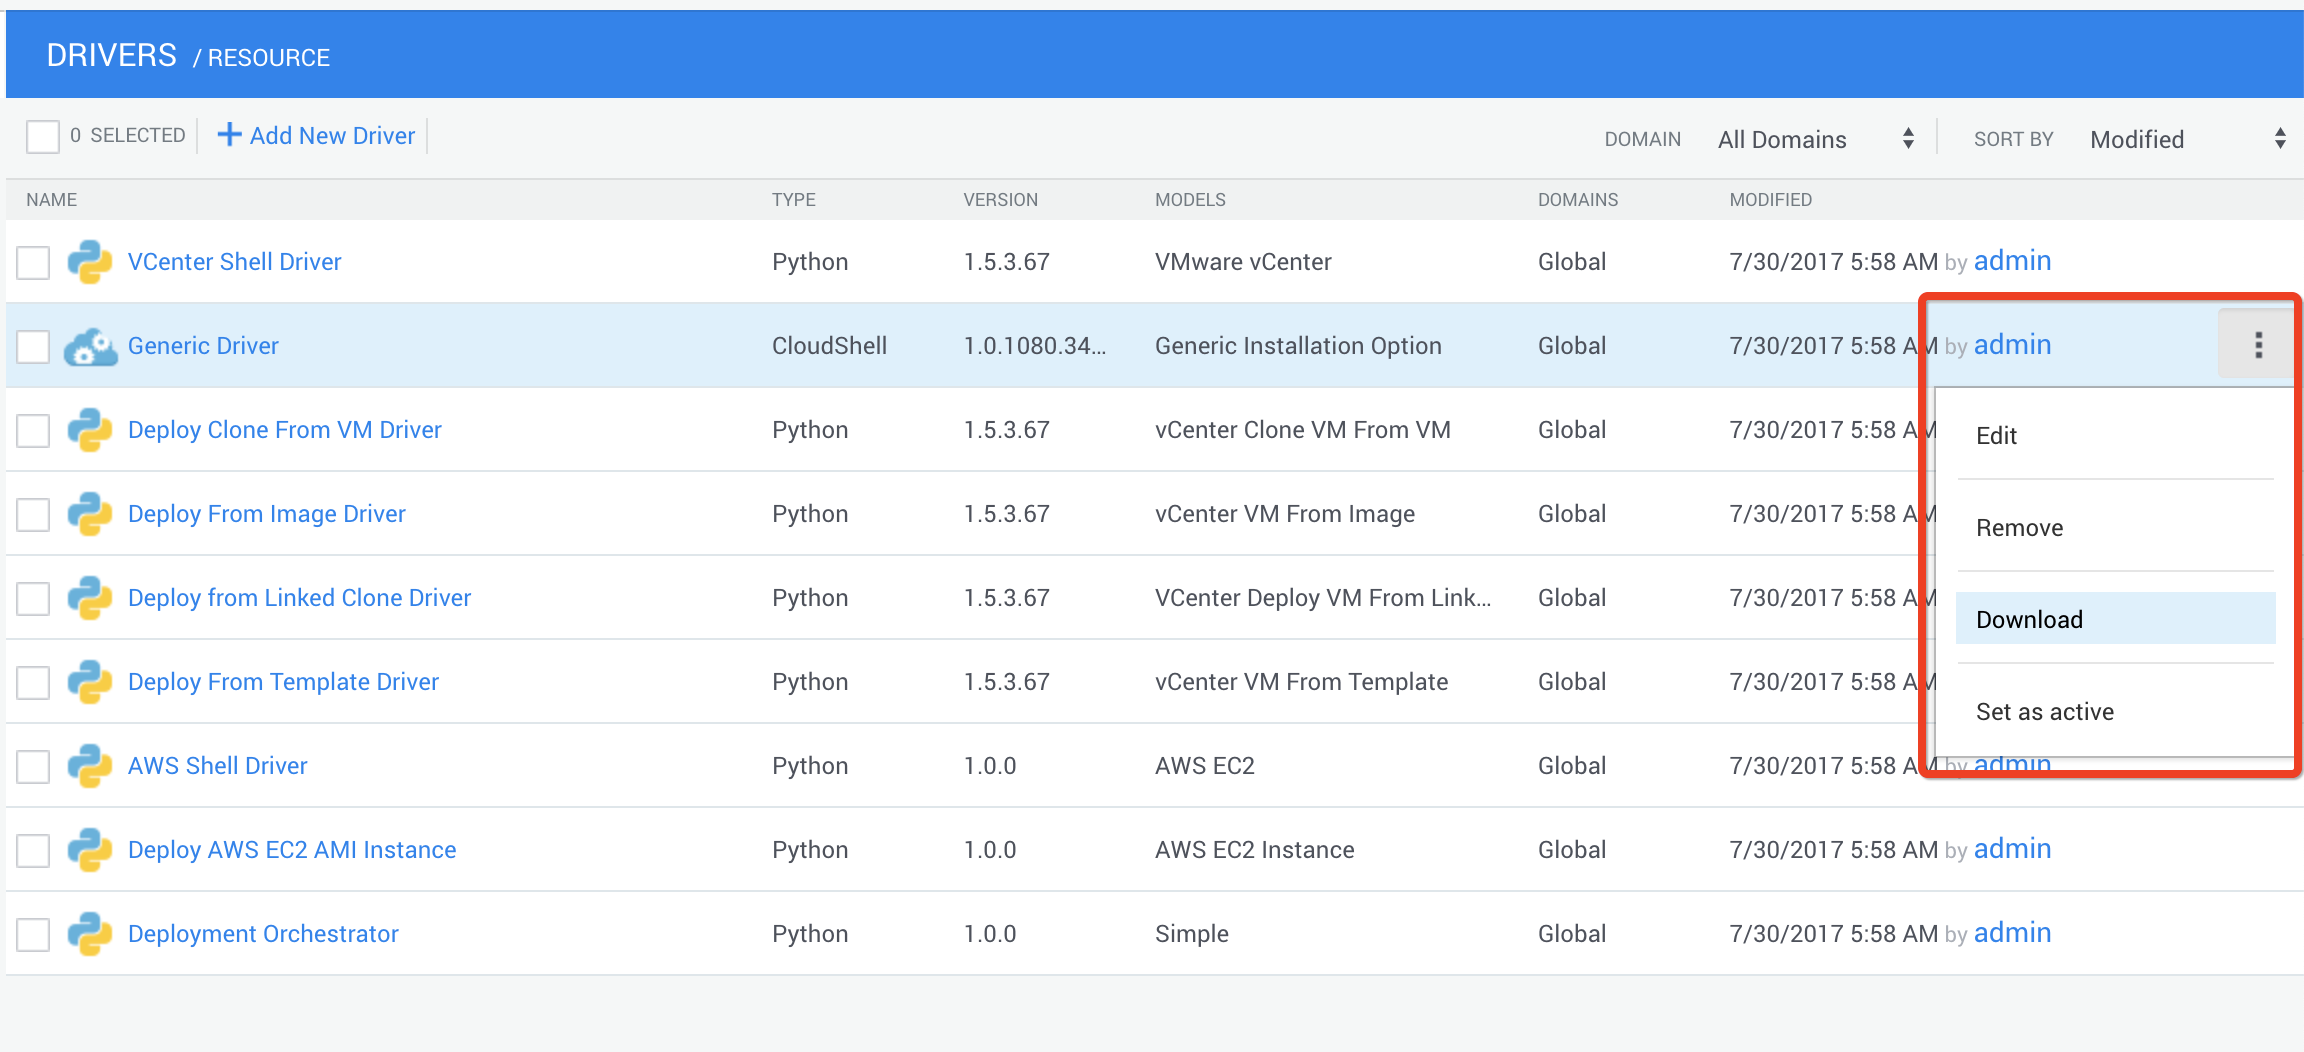 DRIVERS / RESOURCE
0 SELECTED Add New Driver DOMAIN All Domains SORT BY Modified
NAME TYPE VERSION MODELS DOMAINS MODIFIED
VCenter Shell Driver Python 1.5.3.67 VMware vCenter Global 7/30/2017 5:58 AM by admin
Generic Driver CloudShell 1.0.1080.34... Generic Installation Option Global 7/30/2017 5:58 AM by admin
Deploy Clone From VM Driver Python 1.5.3.67 vCenter Clone VM From VM Global 7/30/2017 5:58 AM
Edit
Deploy From Image Driver Python 1.5.3.67 vCenter VM From Image Global 7/30/2017 5:58 AM
Remove
Deploy from Linked Clone Driver Python 1.5.3.67 VCenter Deploy VM From Link... Global 7/30/2017 5:58 AM
Download
Deploy From Template Driver Python 1.5.3.67 vCenter VM From Template Global 7/30/2017 5:58 AM
Set as active
AWS Shell Driver Python 1.0.0 AWS EC2 Global 7/30/2017 5:58 AM by admin
Deploy AWS EC2 AMI Instance Python 1.0.0 AWS EC2 Instance Global 7/30/2017 5:58 AM by admin
Deployment Orchestrator Python 1.0.0 Simple Global 7/30/2017 5:58 AM by admin